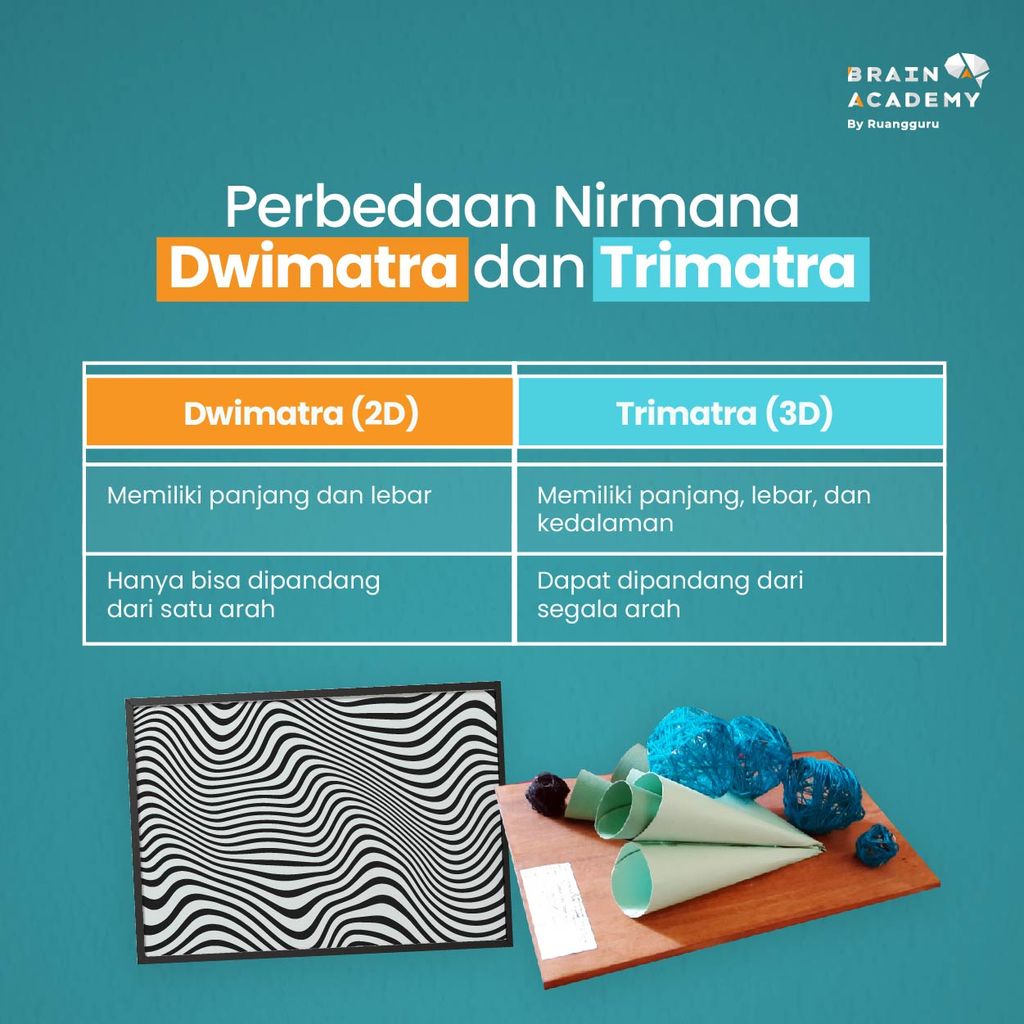 BRAIN
ACADEMY
By Ruangguru
Perbedaan Nirmana
Dwimatra dan Trimatra
Dwimatra (2D)
Trimatra (3D)
Memiliki panjang dan lebar
Memiliki panjang, lebar, dan
kedalaman
Hanya bisa dipandang
dari satu arah
Dapat dipandang dari
segala arah